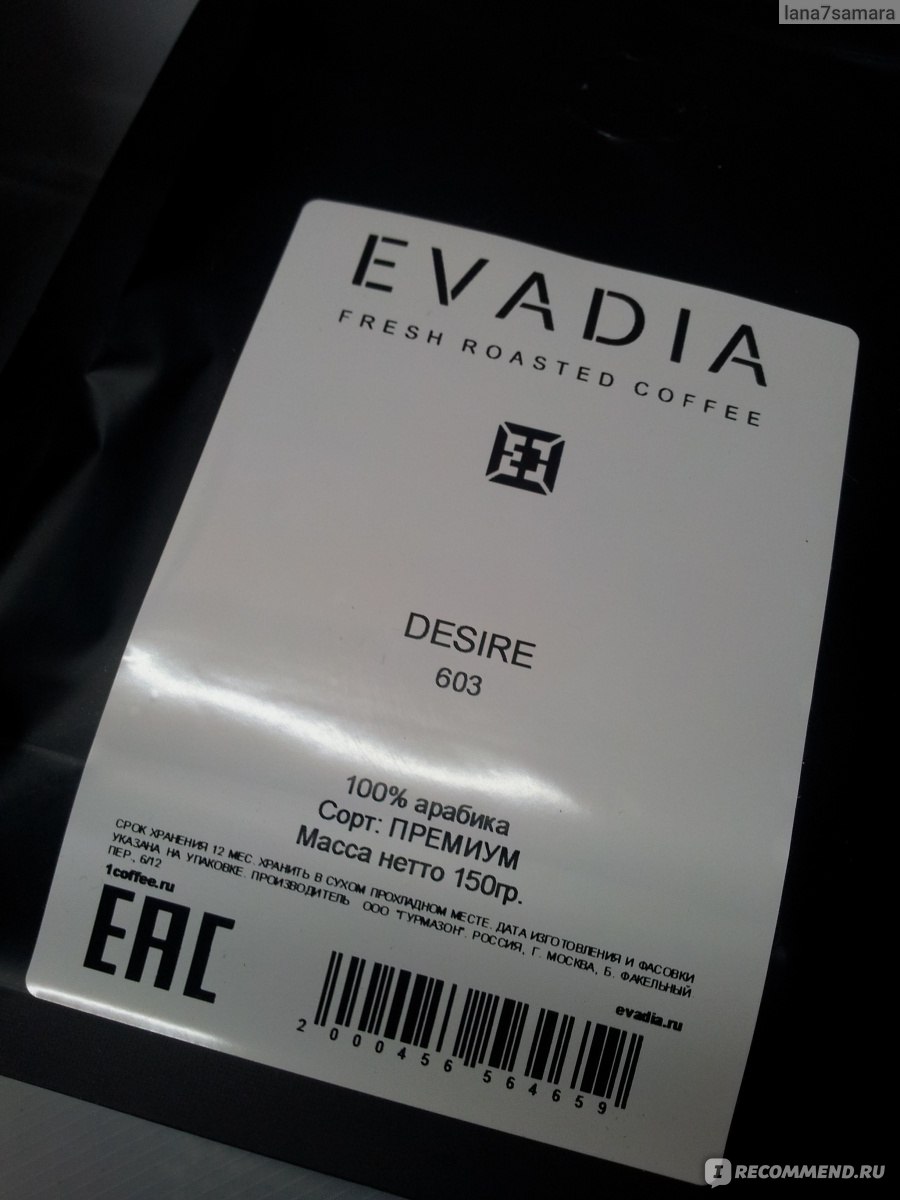 lana7samara
EVADIA
FRESH ROASTED COFFEE
DESIRE
603
100% арабика
Сорт: ПРЕМИУМ
Масса нетто 150гр.
СРОК ХРАНЕНИЯ 12 МЕС. ХРАНИТЬ В СУХОМ ПРОХЛАДНОМ МЕСТЕ. ДАТА ИЗГОТОВЛЕНИЯ И ФАСОВКИ
УКАЗАНА НА УПАКОВКЕ. ПРОИЗВОДИТЕЛЬ ООО "ГУРМАЗОН". РОССИЯ, Г. МОСКВА, Б. ФАКЕЛЬНЫЙ
ПЕР., 6/12
1coffee.ru
evadia.ru
EAC
2 000456 564659
IRECOMMEND.RU